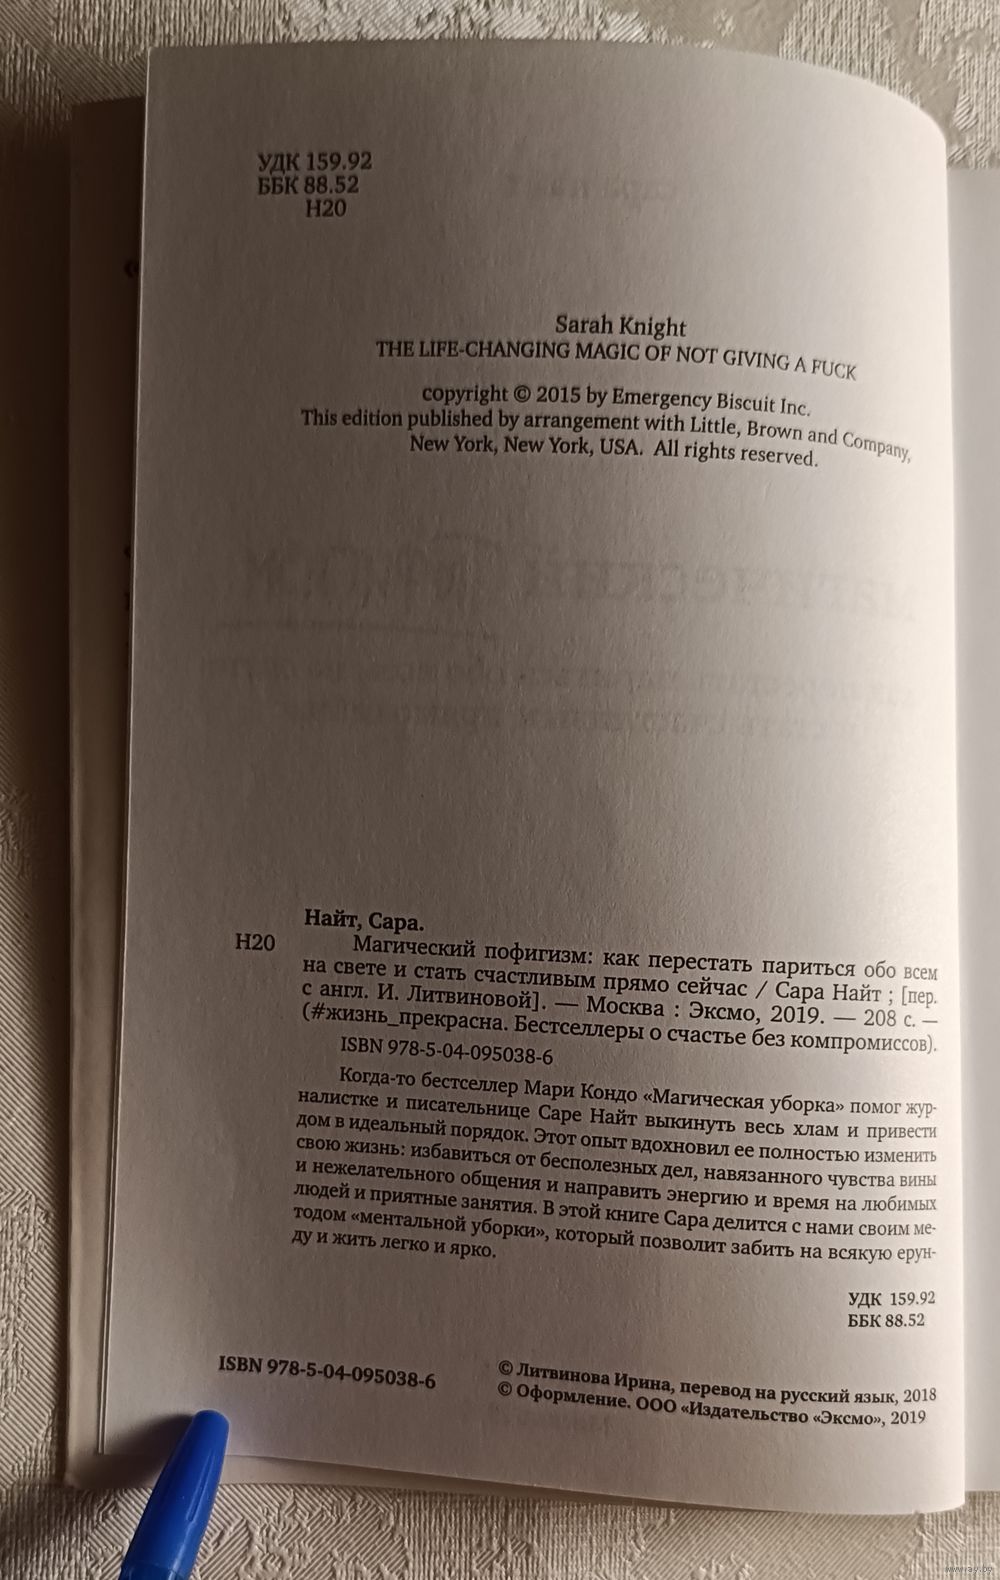 УДК 159.92
ББК 88.52
Н20
Sarah Knight
THE LIFE-CHANGING MAGIC OF NOT GIVING A FUCK
copyright © 2015 by Emergency Biscuit Inc.
This edition published by arrangement with Little, Brown and Company,
New York, New York, USA. All rights reserved.
Найт, Сара.
Н20 Магический пофигизм: как перестать париться обо всем
на свете и стать счастливым прямо сейчас / Сара Найт ; [пер.
с англ. И. Литвиновой]. — Москва : Эксмо, 2019. — 208 с. —
(#жизнь_прекрасна. Бестселлеры о счастье без компромиссов).
ISBN 978-5-04-095038-6
Когда-то бестселлер Мари Кондо «Магическая уборка» помог жур-
налистке и писательнице Саре Найт выкинуть весь хлам и привести
дом в идеальный порядок. Этот опыт вдохновил ее полностью изменить
свою жизнь: избавиться от бесполезных дел, навязанного чувства вины
и нежелательного общения и направить энергию и время на любимых
людей и приятные занятия. В этой книге Сара делится с нами своим ме-
тодом «ментальной уборки», который позволит забить на всякую ерун-
ду и жить легко и ярко.
УДК 159.92
ББК 88.52
ISBN 978-5-04-095038-6
© Литвинова Ирина, перевод на русский язык, 2018
© Оформление. ООО «Издательство «Эксмо», 2019
www.ay.by